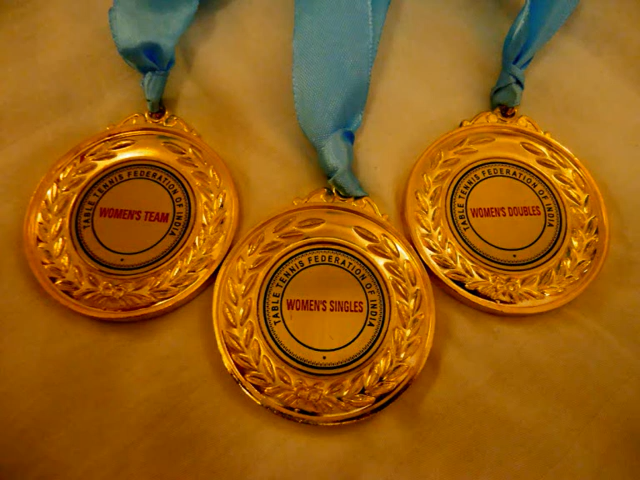 TABLE TENNIS FEDERATION OF INDIA
WOMEN'S TEAM
TABLE TENNIS FEDERATION OF INDIA
WOMEN'S SINGLES
TABLE TENNIS FEDERATION OF INDIA
WOMEN'S DOUBLES